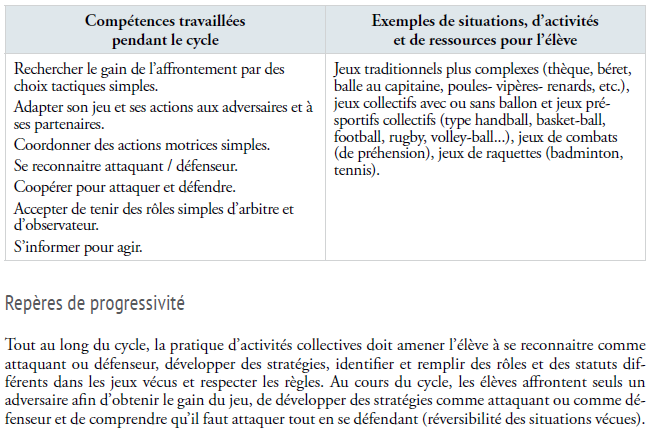 Compétences travaillées
pendant le cycle
Exemples de situations, d’activités
et de ressources pour l’élève
Rechercher le gain de l’affrontement par des
choix tactiques simples.
Adapter son jeu et ses actions aux adversaires et à
ses partenaires.
Coordonner des actions motrices simples.
Se reconnaitre attaquant / défenseur.
Coopérer pour attaquer et défendre.
Accepter de tenir des rôles simples d’arbitre et
d’observateur.
S’informer pour agir.
Jeux traditionnels plus complexes (thèque, béret,
balle au capitaine, poules- vipères- renards, etc.),
jeux collectifs avec ou sans ballon et jeux pré-
sportifs collectifs (type handball, basket-ball,
football, rugby, volley-ball...), jeux de combats
(de préhension), jeux de raquettes (badminton,
tennis).
Repères de progressivité
Tout au long du cycle, la pratique d’activités collectives doit amener l’élève à se reconnaitre comme
attaquant ou défenseur, développer des stratégies, identifier et remplir des rôles et des statuts dif-
férents dans les jeux vécus et respecter les règles. Au cours du cycle, les élèves affrontent seuls un
adversaire afin d’obtenir le gain du jeu, de développer des stratégies comme attaquant ou comme dé-
fenseur et de comprendre qu’il faut attaquer tout en se défendant (réversibilité des situations vécues).